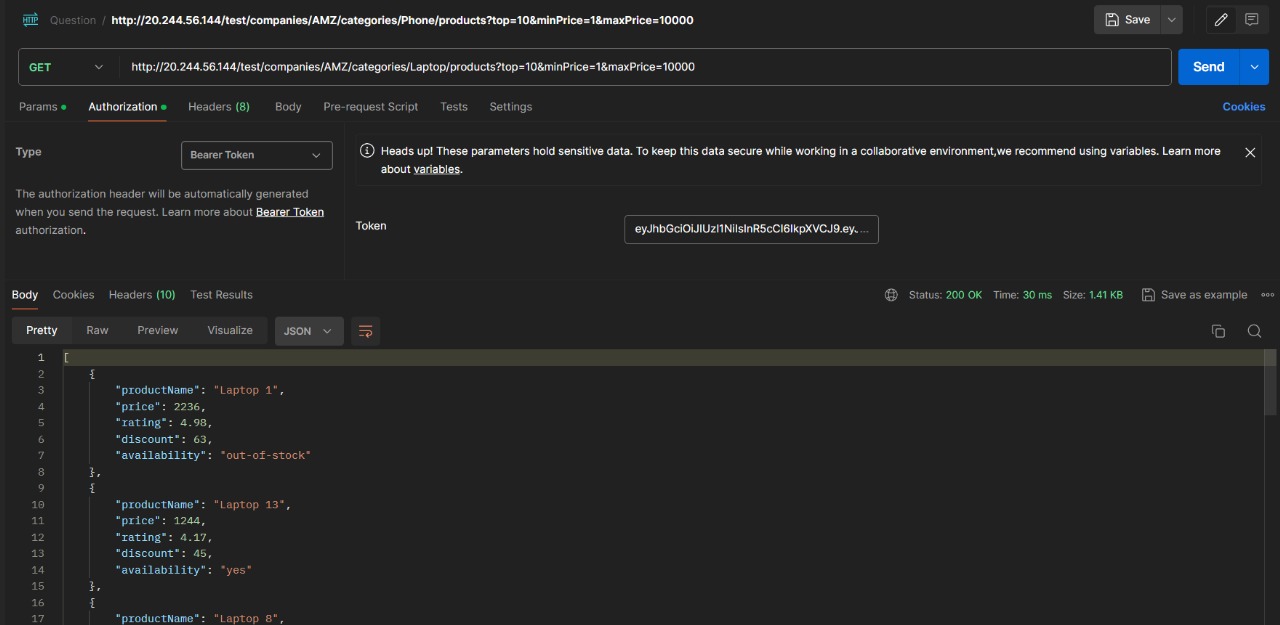 HTTP Question / http://20.244.56.144/test/companies/AMZ/categories/Phone/products?top=10&minPrice=1&maxPrice=10000 Save
GET http://20.244.56.144/test/companies/AMZ/categories/Laptop/products?top=10&minPrice=1&maxPrice=10000 Send
Params Authorization Headers (8) Body Pre-request Script Tests Settings Cookies
Type Bearer Token
Heads up! These parameters hold sensitive data. To keep this data secure while working in a collaborative environment,we recommend using variables. Learn more
about variables.
The authorization header will be automatically generated
when you send the request. Learn more about Bearer Token
authorization.
Token eyJhbGciOiJIUzI1NiIsInR5cCI6IkpXVCJ9.ey...
Body Cookies Headers (10) Test Results Status: 200 OK Time: 30 ms Size: 1.41 KB Save as example
Pretty Raw Preview Visualize JSON
1 [
2 {
3 "productName": "Laptop 1",
4 "price": 2236,
5 "rating": 4.98,
6 "discount": 63,
7 "availability": "out-of-stock"
8 },
9 {
10 "productName": "Laptop 13",
11 "price": 1244,
12 "rating": 4.17,
13 "discount": 45,
14 "availability": "yes"
15 },
16 {
17 "productName": "Laptop 8",